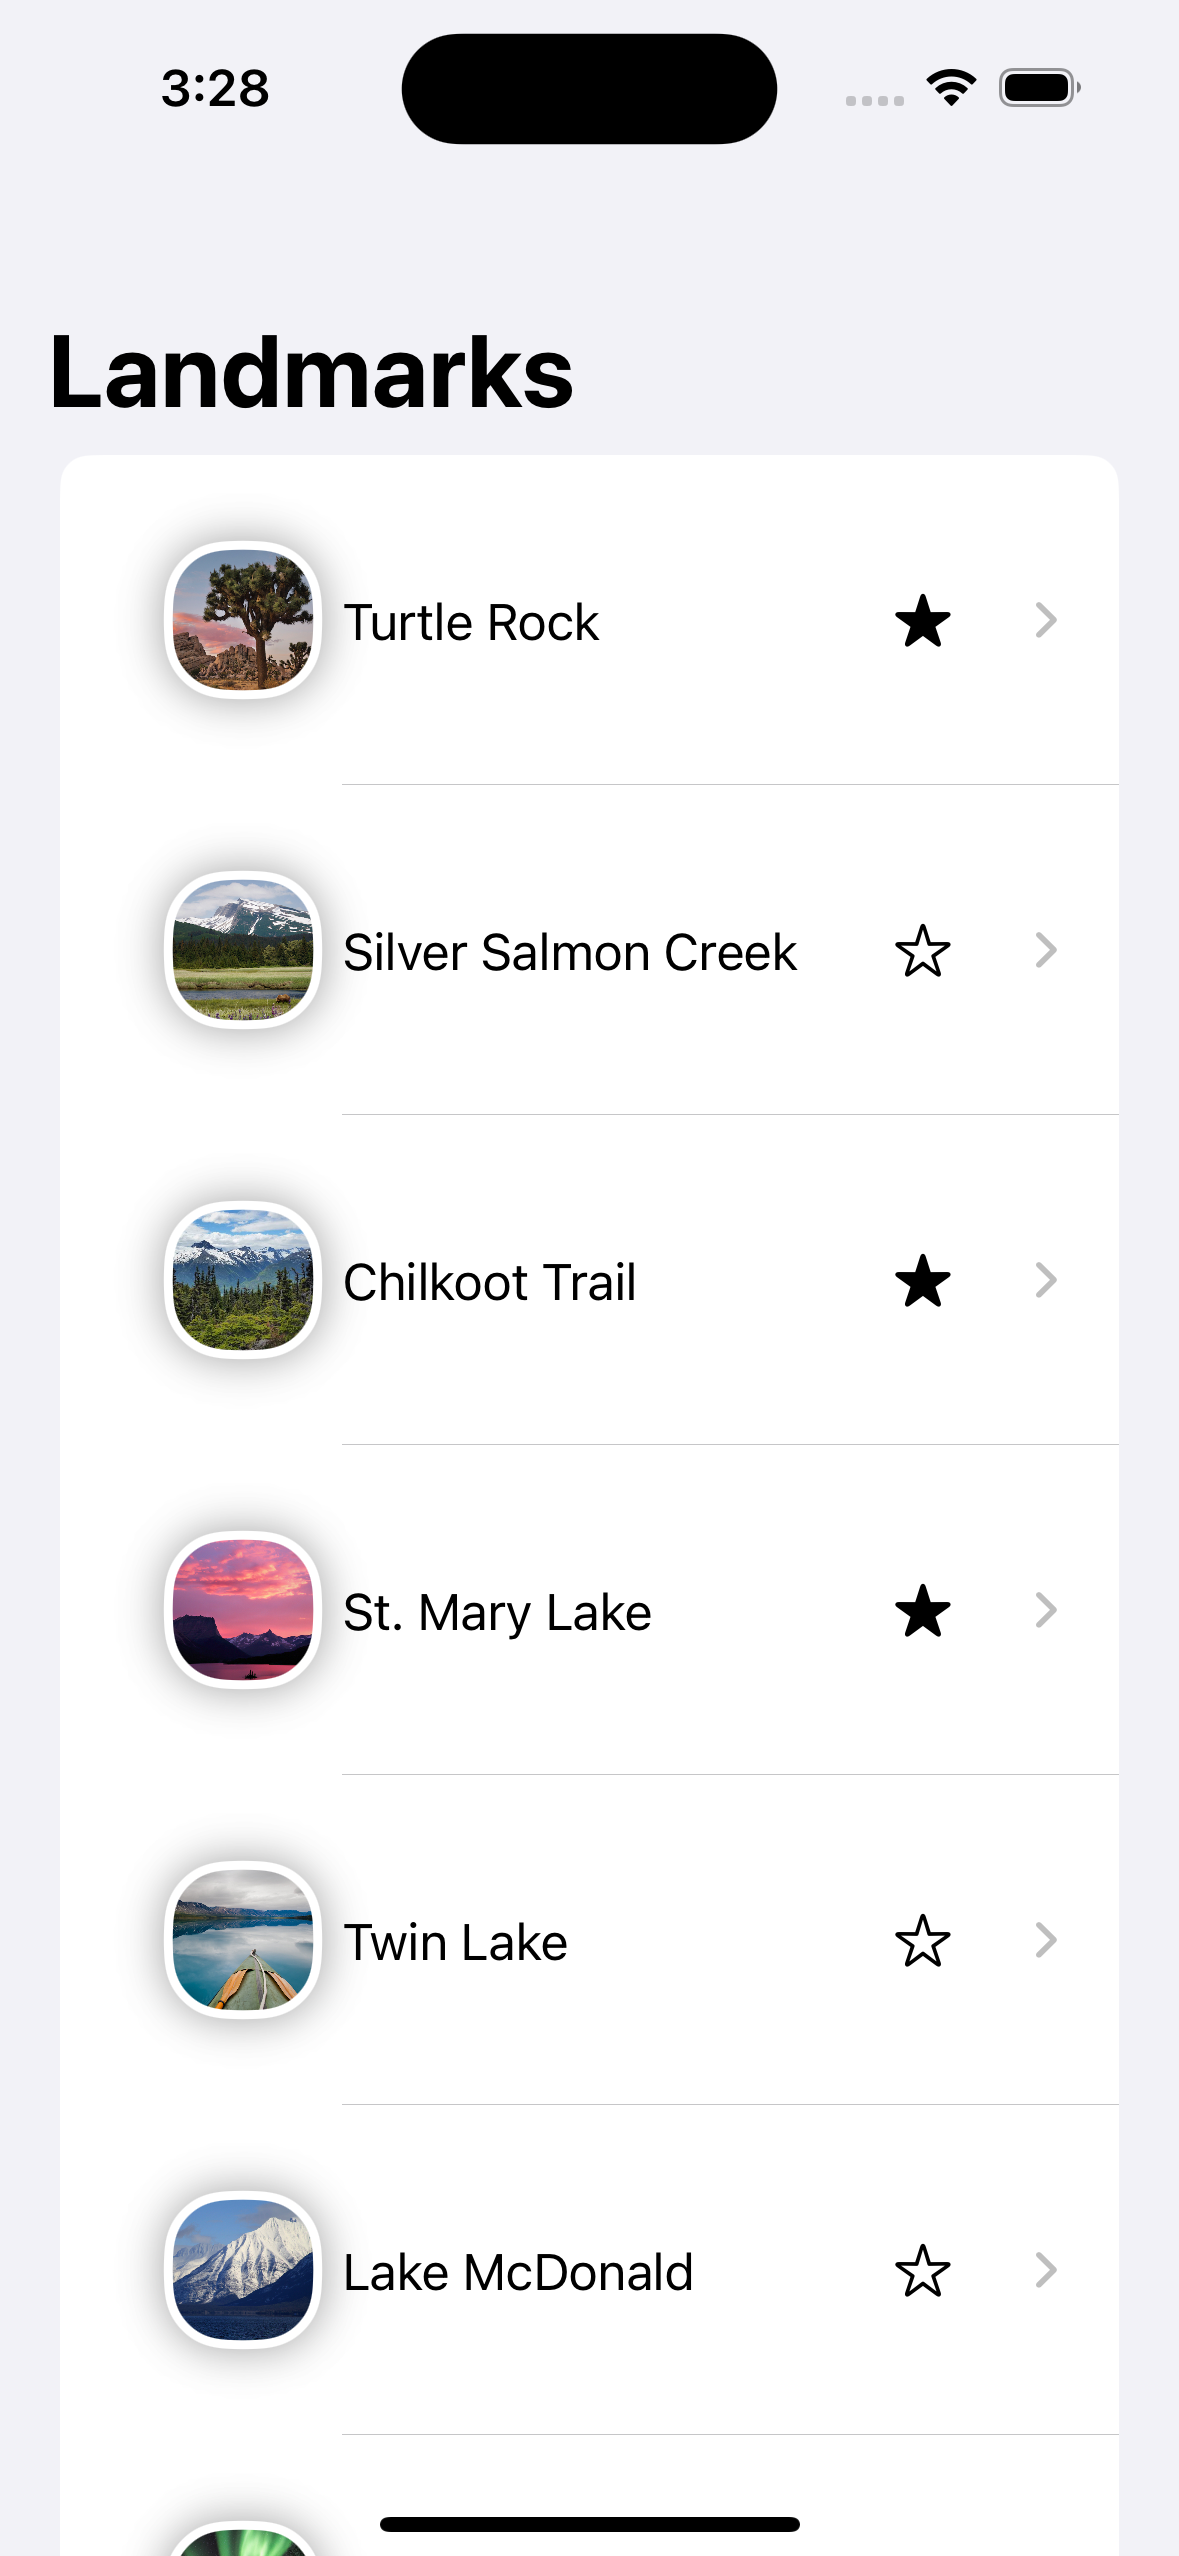 3:28
Landmarks
Turtle Rock
Silver Salmon Creek
Chilkoot Trail
St. Mary Lake
Twin Lake
Lake McDonald